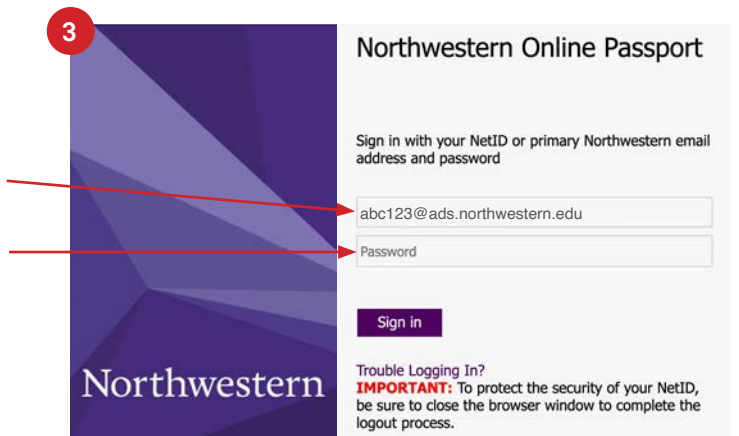 3
Northwestern Online Passport
Sign in with your NetID or primary Northwestern email
address and password
abc123@ads.northwestern.edu
Password
Sign in
Trouble Logging In?
IMPORTANT: To protect the security of your NetID,
be sure to close the browser window to complete the
logout process.
Northwestern